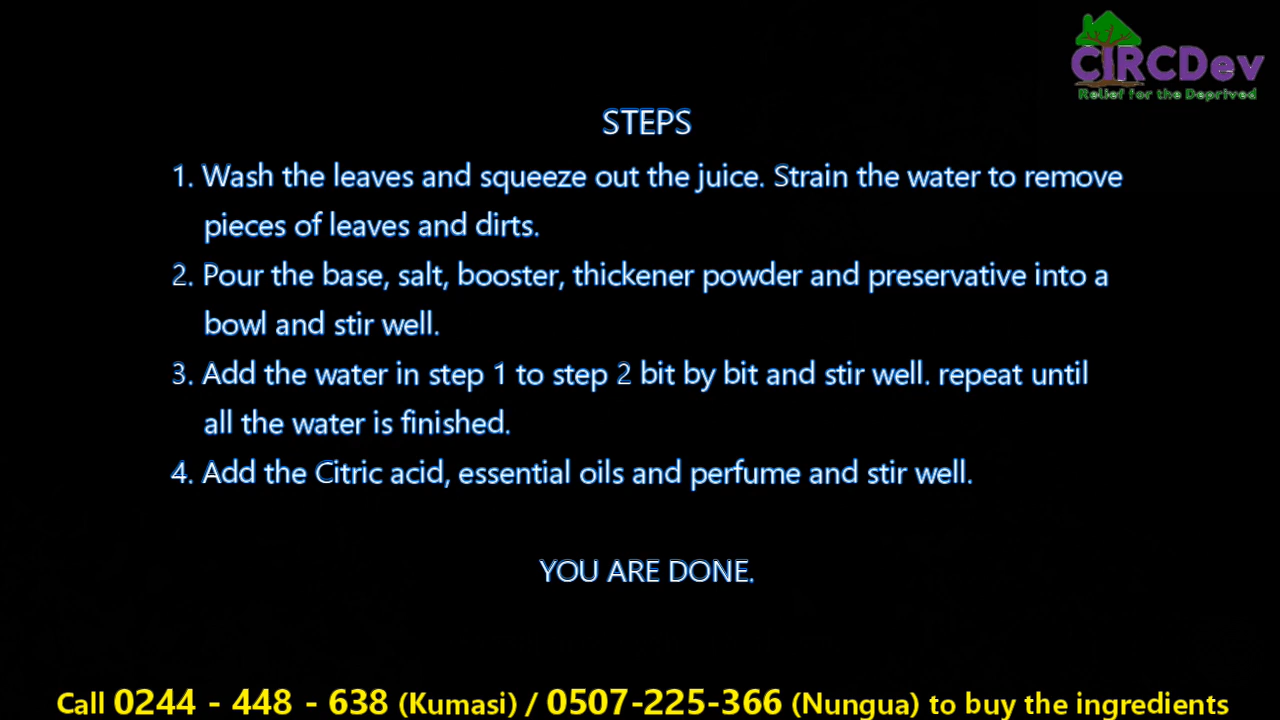 CIRCDev
Relief for the Deprived
STEPS
1. Wash the leaves and squeeze out the juice. Strain the water to remove
pieces of leaves and dirts.
2. Pour the base, salt, booster, thickener powder and preservative into a
bowl and stir well.
3. Add the water in step 1 to step 2 bit by bit and stir well. repeat until
all the water is finished.
4. Add the Citric acid, essential oils and perfume and stir well.
YOU ARE DONE.
Call 0244 - 448 - 638 (Kumasi) / 0507-225-366 (Nungua) to buy the ingredients